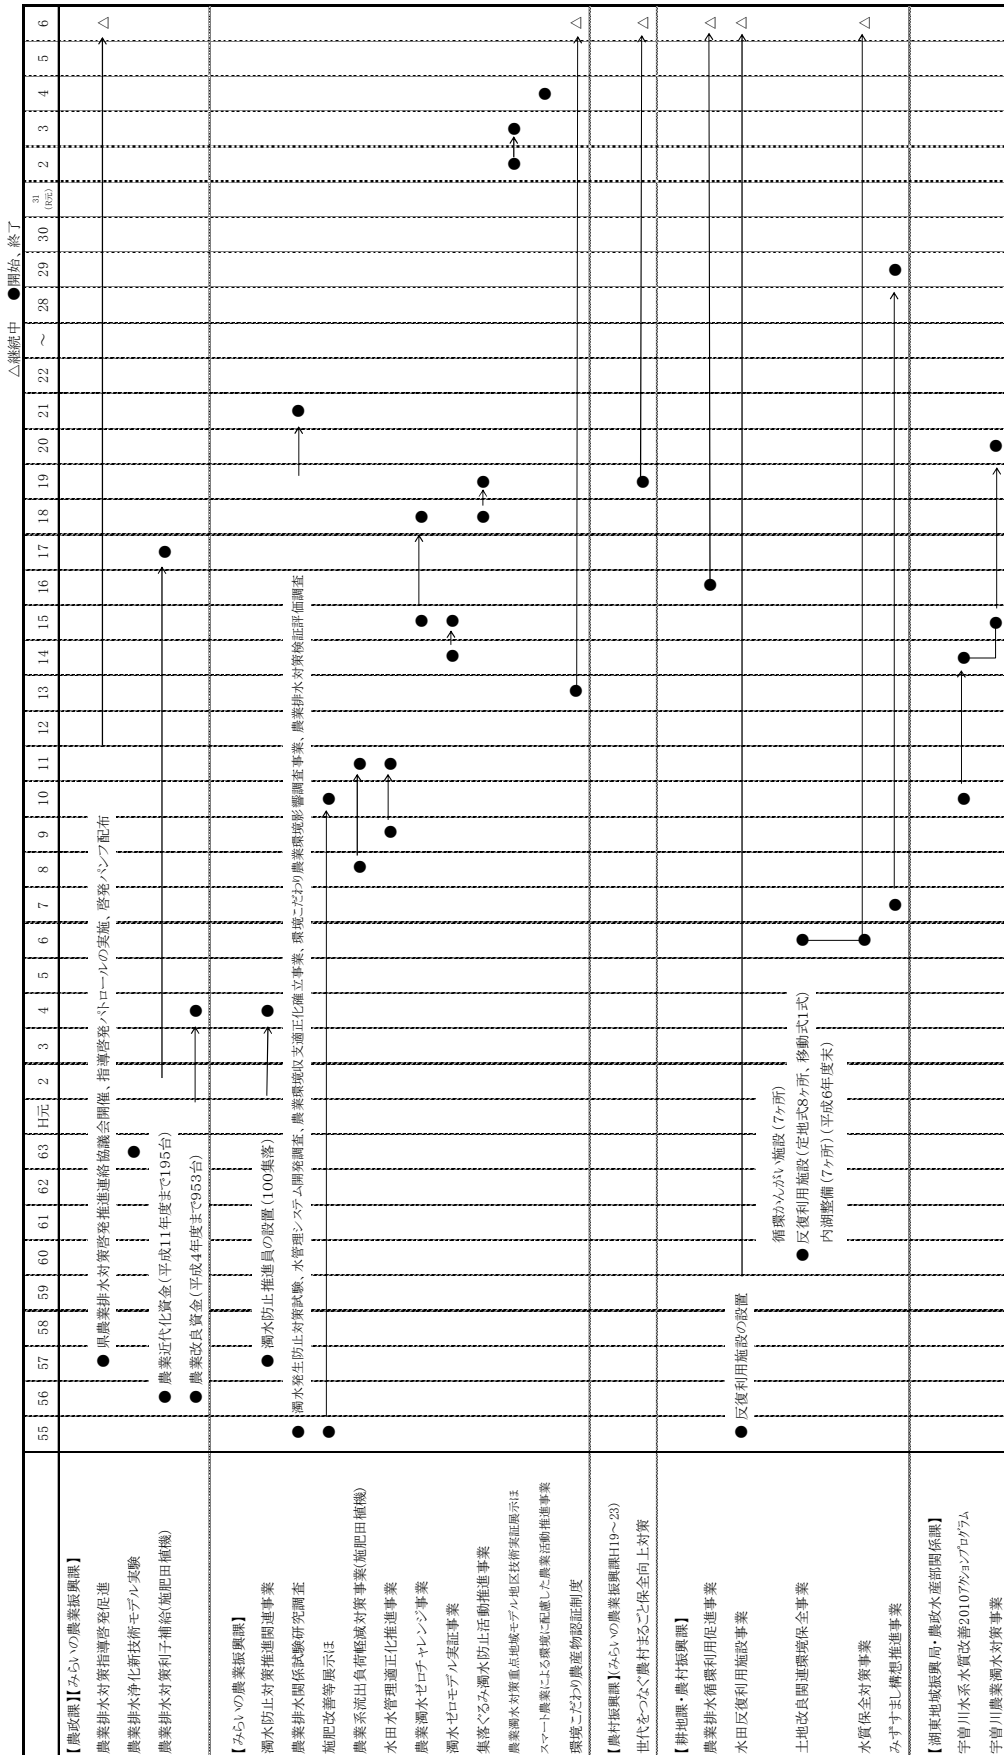 △継続中　●開始、終了
55 56 57 58 59 60 61 62 63 H元 2 3 4 5 6 7 8 9 10 11 12 13 14 15 16 17 18 19 20 21 22 ～ 28 29 30 31(R元) 2 3 4 5 6
【農政課】【みらいの農業振興課】
農業排水対策指導啓発促進 ● 県農業排水対策啓発推進連絡協議会開催、指導啓発パトロールの実施、啓発パンフ配布 △
農業排水浄化新技術モデル実験 ●
農業排水対策利子補給(施肥田植機) ● 農業近代化資金(平成11年度まで195台) ●
● 農業改良資金(平成4年度まで953台) ●
【みらいの農業振興課】
濁水防止対策推進関連事業 ● 濁水防止推進員の設置(100集落) ●
農業排水関係試験研究調査 ● 濁水発生防止対策試験、水管理システム開発調査、農業環境収支適正化確立事業、環境こだわり農業環境影響調査事業、農業排水対策検証評価調査 ●
施肥改善等展示ほ ● ●
農業系流出負荷軽減対策事業(施肥田植機) ● ●
水田水管理適正化推進事業 ● ●
農業濁水ゼロチャレンジ事業 ● ●
濁水ゼロモデル実証事業 ● ●
集落ぐるみ濁水防止活動推進事業 ● ●
農業濁水対策重点地域モデル地区技術実証展示ほ ● ●
スマート農業による環境に配慮した農業活動推進事業 ●
環境こだわり農産物認証制度 ● △
【農村振興課】(みらいの農業振興課H19～23)
世代をつなぐ農村まるごと保全向上対策 ● △
【耕地課・農村振興課】
農業排水循環利用促進事業 ● △
水田反復利用施設事業 ● 反復利用施設の設置 △
循環かんがい施設(7ヶ所)
土地改良関連環境保全事業 ● 反復利用施設(定地式8ヶ所、移動式1式) ●
内湖整備(7ヶ所)(平成6年度末)
水質保全対策事業 ● △
みずすまし構想推進事業 ● ●
【湖東地域振興局・農政水産部関係課】
宇曽川水系水質改善2010アクションプログラム ● ●
宇曽川農業濁水対策事業 ● ●